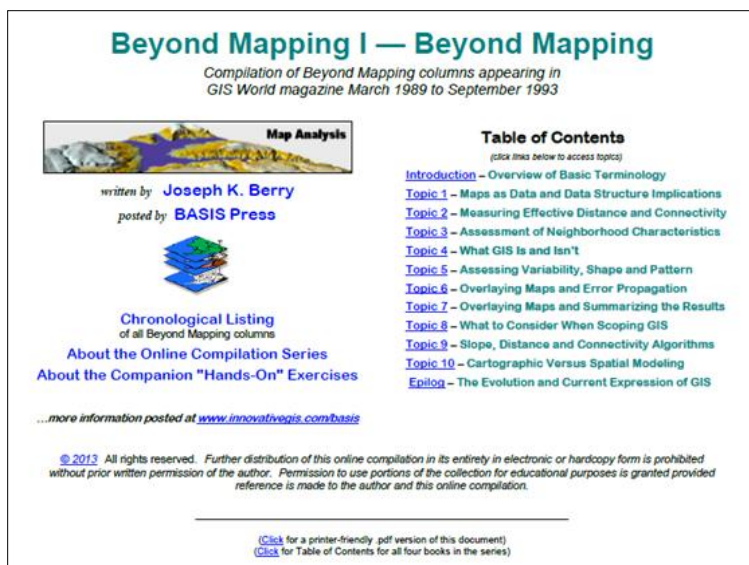 Beyond Mapping I — Beyond Mapping
Compilation of Beyond Mapping columns appearing in
GIS World magazine March 1989 to September 1993
Map Analysis
written by Joseph K. Berry
posted by BASIS Press
Chronological Listing
of all Beyond Mapping columns
About the Online Compilation Series
About the Companion "Hands-On" Exercises
...more information posted at www.innovativegis.com/basis
Table of Contents
(click links below to access topics)
Introduction – Overview of Basic Terminology
Topic 1 – Maps as Data and Data Structure Implications
Topic 2 – Measuring Effective Distance and Connectivity
Topic 3 – Assessment of Neighborhood Characteristics
Topic 4 – What GIS Is and Isn't
Topic 5 – Assessing Variability, Shape and Pattern
Topic 6 – Overlaying Maps and Error Propagation
Topic 7 – Overlaying Maps and Summarizing the Results
Topic 8 – What to Consider When Scoping GIS
Topic 9 – Slope, Distance and Connectivity Algorithms
Topic 10 – Cartographic Versus Spatial Modeling
Epilog – The Evolution and Current Expression of GIS
© 2013 All rights reserved. Further distribution of this online compilation in its entirety in electronic or hardcopy form is prohibited
without prior written permission of the author. Permission to use portions of the collection for educational purposes is granted provided
reference is made to the author and this online compilation.
(Click for a printer-friendly .pdf version of this document)
(Click for Table of Contents for all four books in the series)